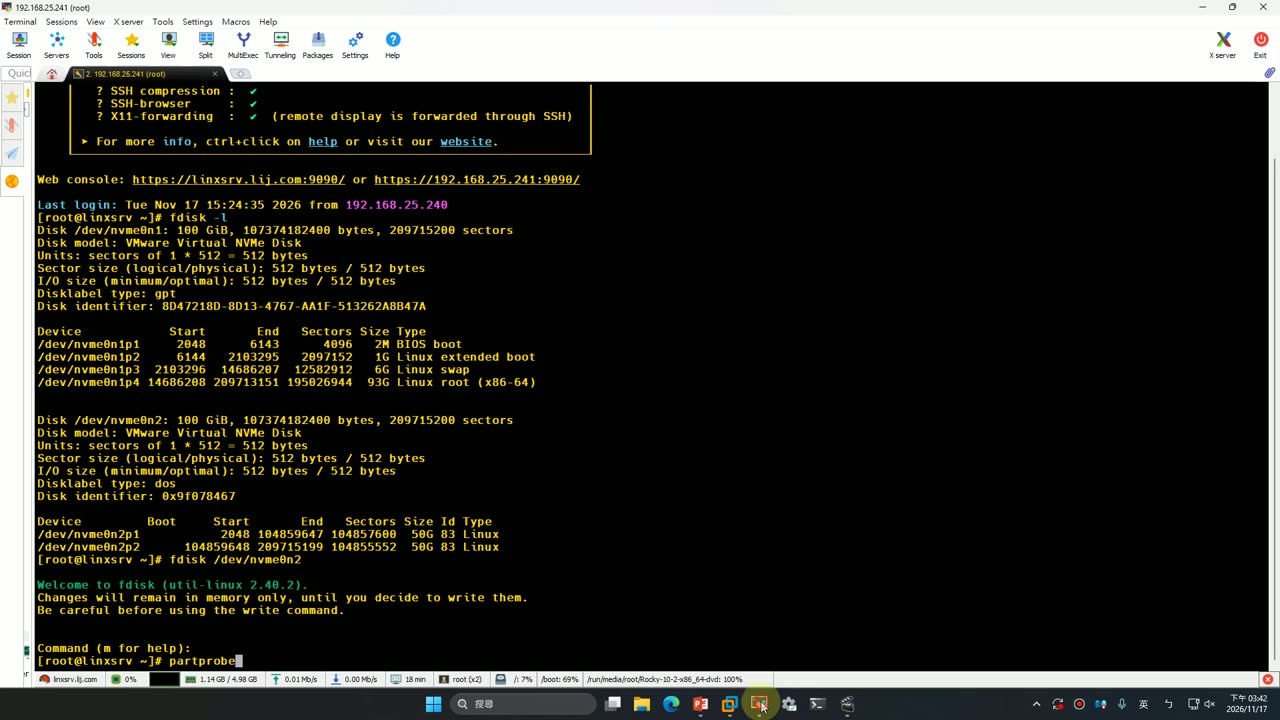 192.168.25.241 (root)
Terminal Sessions View X server Tools Settings Macros Help
Session Servers Tools Sessions View Split MultiExec Tunneling Packages Settings Help X server Exit
Quic
2. 192.168.25.241 (root)
? SSH compression : ✔
? SSH-browser : ✔
? X11-forwarding : ✔ (remote display is forwarded through SSH)
➤ For more info, ctrl+click on help or visit our website.
Web console: https://linxsrv.lij.com:9090/ or https://192.168.25.241:9090/
Last login: Tue Nov 17 15:24:35 2026 from 192.168.25.240
[root@linxsrv ~]# fdisk -l
Disk /dev/nvme0n1: 100 GiB, 107374182400 bytes, 209715200 sectors
Disk model: VMware Virtual NVMe Disk
Units: sectors of 1 * 512 = 512 bytes
Sector size (logical/physical): 512 bytes / 512 bytes
I/O size (minimum/optimal): 512 bytes / 512 bytes
Disklabel type: gpt
Disk identifier: 8D47218D-8D13-4767-AA1F-513262A8B47A
Device Start End Sectors Size Type
/dev/nvme0n1p1 2048 6143 4096 2M BIOS boot
/dev/nvme0n1p2 6144 2103295 2097152 1G Linux extended boot
/dev/nvme0n1p3 2103296 14686207 12582912 6G Linux swap
/dev/nvme0n1p4 14686208 209713151 195026944 93G Linux root (x86-64)
Disk /dev/nvme0n2: 100 GiB, 107374182400 bytes, 209715200 sectors
Disk model: VMware Virtual NVMe Disk
Units: sectors of 1 * 512 = 512 bytes
Sector size (logical/physical): 512 bytes / 512 bytes
I/O size (minimum/optimal): 512 bytes / 512 bytes
Disklabel type: dos
Disk identifier: 0x9f078467
Device Boot Start End Sectors Size Id Type
/dev/nvme0n2p1 2048 104859647 104857600 50G 83 Linux
/dev/nvme0n2p2 104859648 209715199 104855552 50G 83 Linux
[root@linxsrv ~]# fdisk /dev/nvme0n2
Welcome to fdisk (util-linux 2.40.2).
Changes will remain in memory only, until you decide to write them.
Be careful before using the write command.
Command (m for help):
[root@linxsrv ~]# partprobe
linxsrv.lij.com 0% 1.14 GB / 4.98 GB 0.01 Mb/s 0.00 Mb/s 18 min root (x2) /: 7% /boot: 69% /run/media/root/Rocky-10-2-x86_64-dvd: 100%
搜尋
英
下午 03:42
2026/11/17